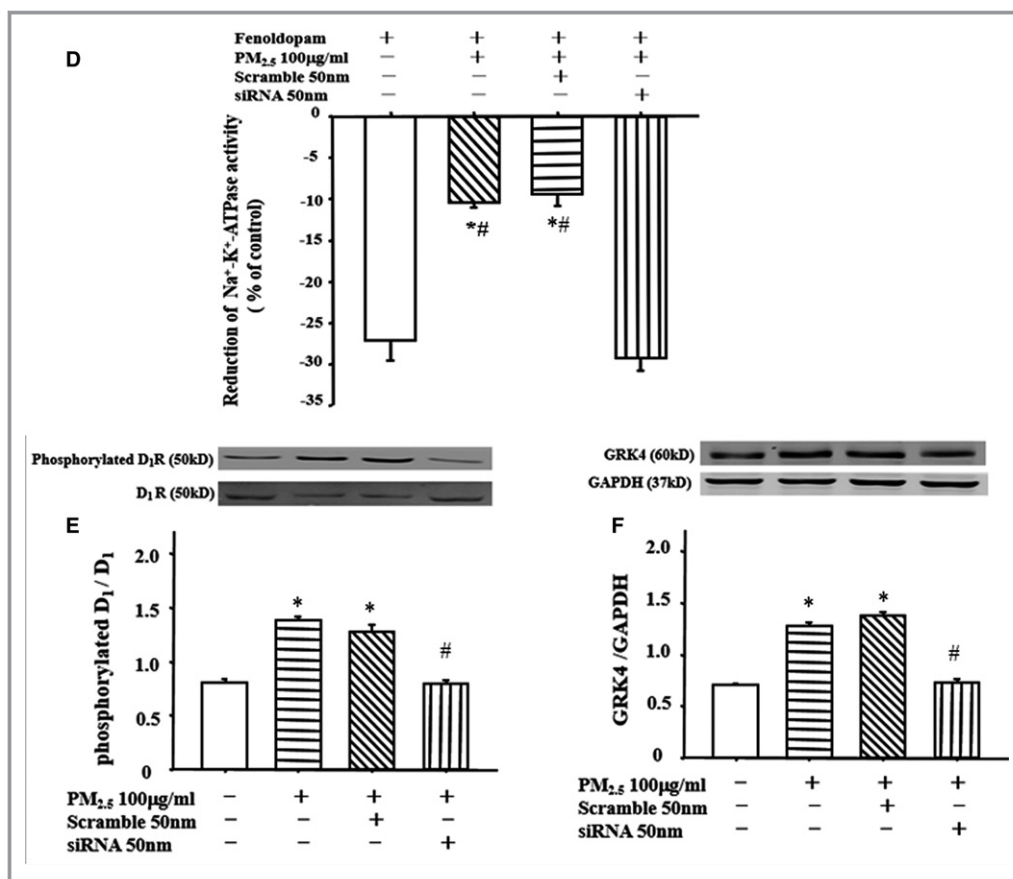 D
Fenoldopam + + + +
PM2.5 100µg/ml − + + +
Scramble 50nm − − + −
siRNA 50nm − − − +
Reduction of Na+-K+-ATPase activity
( % of control)
0
-5
-10
-15
-20
-25
-30
-35
*#
*#
Phosphorylated D1R (50kD)
D1R (50kD)
E
phosphorylated D1/ D1
2.0
1.5
1.0
0.5
0
*
*
#
PM2.5 100µg/ml − + + +
Scramble 50nm − − + −
siRNA 50nm − − − +
GRK4 (60kD)
GAPDH (37kD)
F
GRK4 /GAPDH
2.0
1.5
1.0
0.5
0
*
*
#
PM2.5 100µg/ml − + + +
Scramble 50nm − − + −
siRNA 50nm − − − +